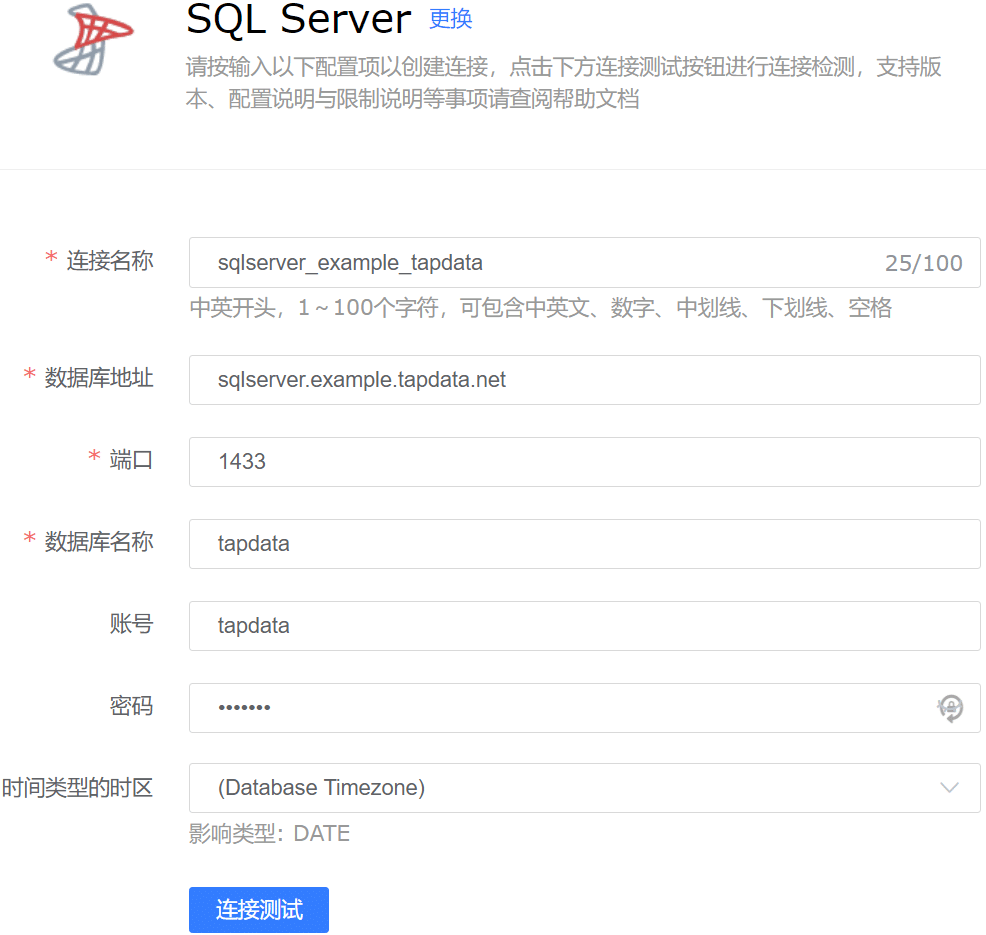 SQL Server 更换
请按输入以下配置项以创建连接，点击下方连接测试按钮进行连接检测，支持版
本、配置说明与限制说明等事项请查阅帮助文档
* 连接名称 sqlserver_example_tapdata 25/100
中英开头，1～100个字符，可包含中英文、数字、中划线、下划线、空格
* 数据库地址 sqlserver.example.tapdata.net
* 端口 1433
* 数据库名称 tapdata
账号 tapdata
密码 •••••••
时间类型的时区 (Database Timezone)
影响类型：DATE
连接测试